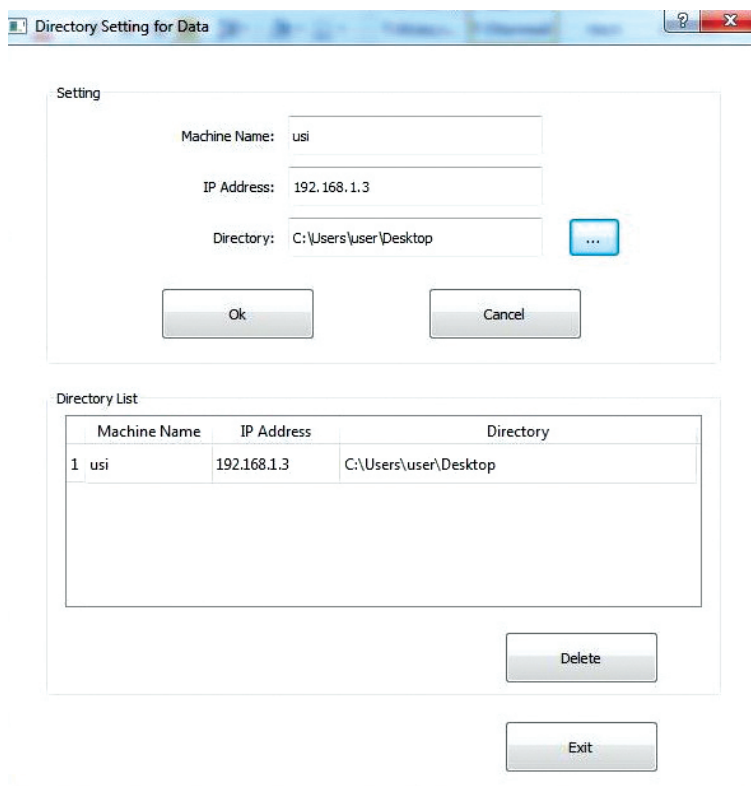 Directory Setting for Data
Setting
Machine Name: usi
IP Address: 192.168.1.3
Directory: C:\Users\user\Desktop ...
Ok Cancel
Directory List
Machine Name IP Address Directory
1 usi 192.168.1.3 C:\Users\user\Desktop
Delete
Exit